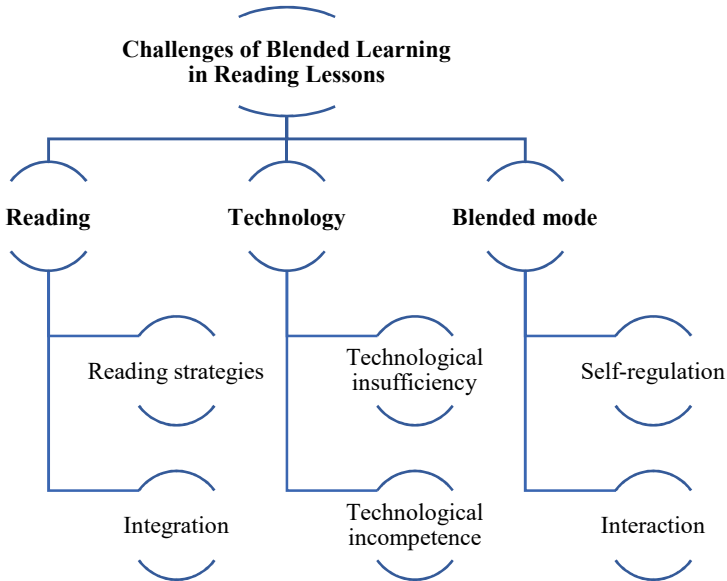 Challenges of Blended Learning
in Reading Lessons
Reading
Technology
Blended mode
Reading strategies
Technological
insufficiency
Self-regulation
Integration
Technological
incompetence
Interaction